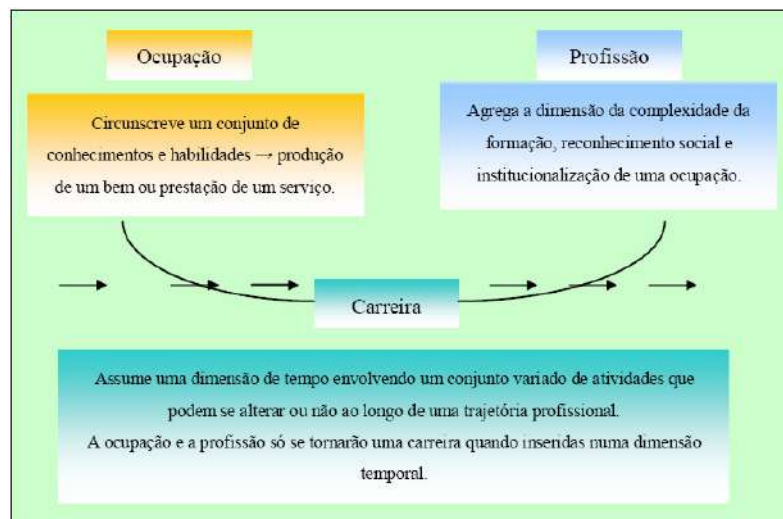 Ocupação
Circunscreve um conjunto de
conhecimentos e habilidades → produção
de um bem ou prestação de um serviço.
Profissão
Agrega a dimensão da complexidade da
formação, reconhecimento social e
institucionalização de uma ocupação.
Carreira
Assume uma dimensão de tempo envolvendo um conjunto variado de atividades que
podem se alterar ou não ao longo de uma trajetória profissional.
A ocupação e a profissão só se tornarão uma carreira quando inseridas numa dimensão
temporal.